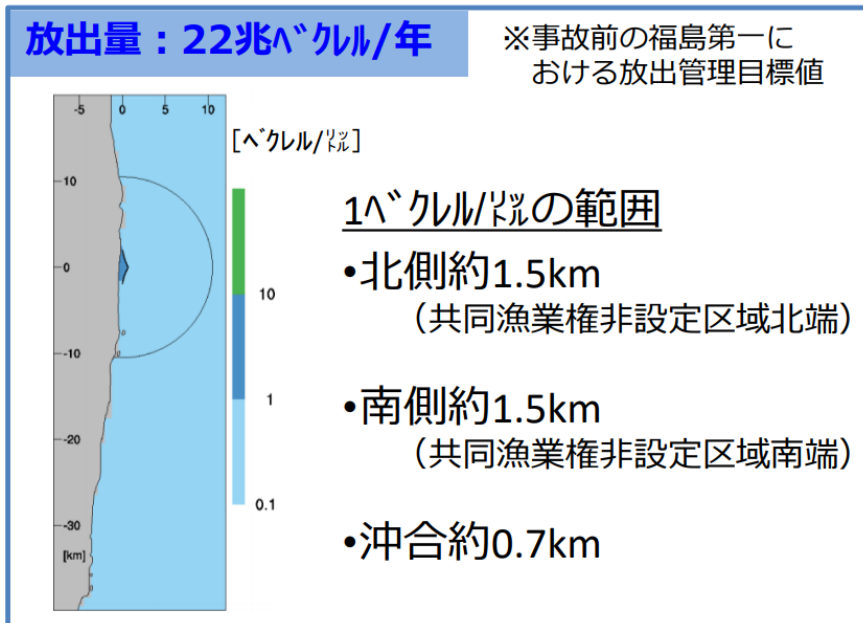 放出量：22兆ﾍﾞｸﾚﾙ/年
※事故前の福島第一に
おける放出管理目標値
-5 0 5 10
[ﾍﾞｸﾚﾙ/㍑]
10
0
-10
-20
-30
[km]
10
1
0.1
1ﾍﾞｸﾚﾙ/㍑の範囲
•北側約1.5km
（共同漁業権非設定区域北端）
•南側約1.5km
（共同漁業権非設定区域南端）
•沖合約0.7km